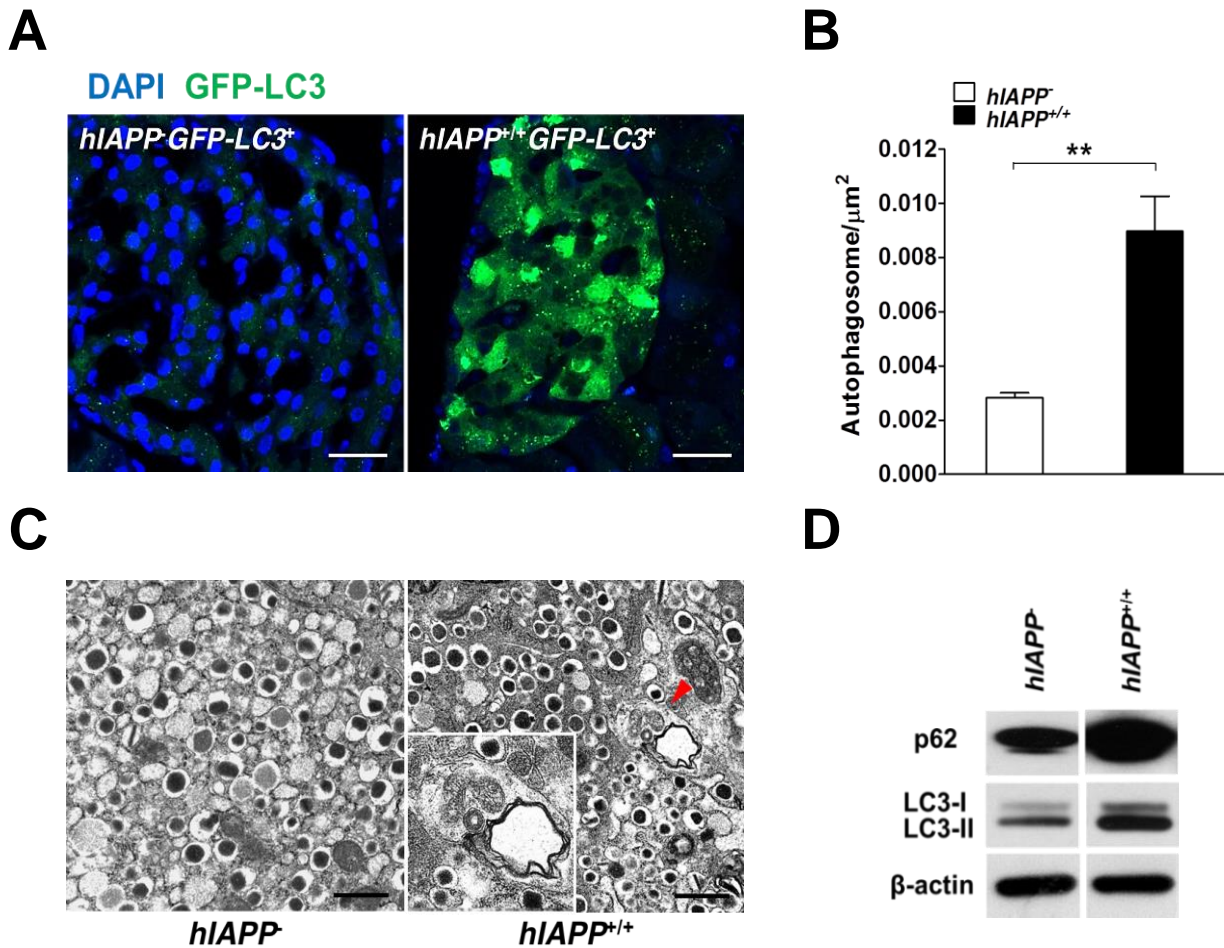 A
DAPI GFP-LC3
hIAPP-GFP-LC3+
hIAPP+/+GFP-LC3+
B
hIAPP-
hIAPP+/+
**
Autophagosome/μm2
0.012
0.010
0.008
0.006
0.004
0.002
0.000
C
hIAPP-
hIAPP+/+
D
hIAPP-
hIAPP+/+
p62
LC3-I
LC3-II
β-actin